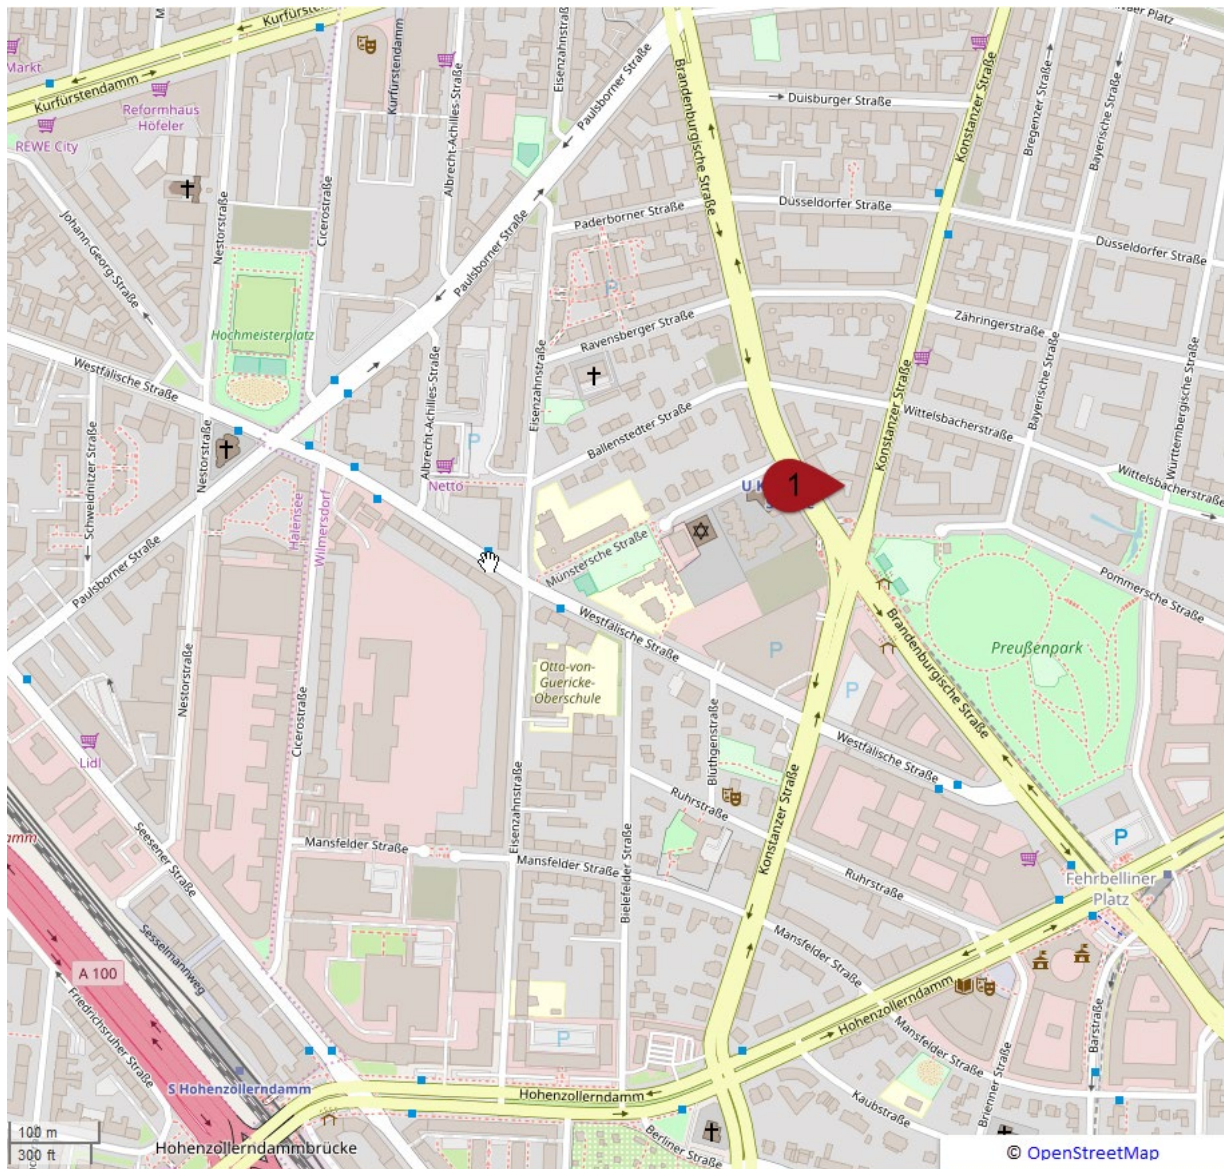 Kurfürstendamm
Markt
Kurfürstendamm
Reformhaus
Höfeler
REWE City
Kurfürstendamm
Albrecht-Achilles-Straße
Eisenzahnstraße
Paulsborner Straße
Brandenburgische Straße
Duisburger Straße
Konstanzer Straße
Bregenzer Straße
Bayerische Straße
Johann-Georg-Straße
Nestorstraße
Cicerostraße
Paulsborner Straße
Paderborner Straße
Düsseldorfer Straße
Düsseldorfer Straße
P
Hochmeisterplatz
Ravensberger Straße
Zähringerstraße
Westfälische Straße
Albrecht-Achilles-Straße
Eisenzahnstraße
Konstanzer Straße
Bayerische Straße
Württembergische Straße
Ballenstedter Straße
Wittelsbacherstraße
Wittelsbacherstraße
Schweidnitzer Straße
Nestorstraße
P
Netto
1
Halensee
Wilmersdorf
Münstersche Straße
Paulsborner Straße
Pommersche Straße
Westfälische Straße
Brandenburgische Straße
Preußenpark
P
P
Otto-von-
Guericke-
Oberschule
Nestorstraße
Cicerostraße
Lidl
Blüthgenstraße
Westfälische Straße
Ruhrstraße
Konstanzer Straße
Eisenzahnstraße
Seesener Straße
Mansfelder Straße
Mansfelder Straße
Bielefelder Straße
Ruhrstraße
P
Fehrbelliner
Platz
Mansfelder Straße
A 100
Sesselmannweg
Friedrichsruher Straße
Hohenzollerndamm
Mansfelder Straße
Barstraße
P
S Hohenzollerndamm
Hohenzollerndamm
Kaubstraße
Brienner Straße
Berliner Straße
100 m
300 ft
Hohenzollerndammbrücke
© OpenStreetMap